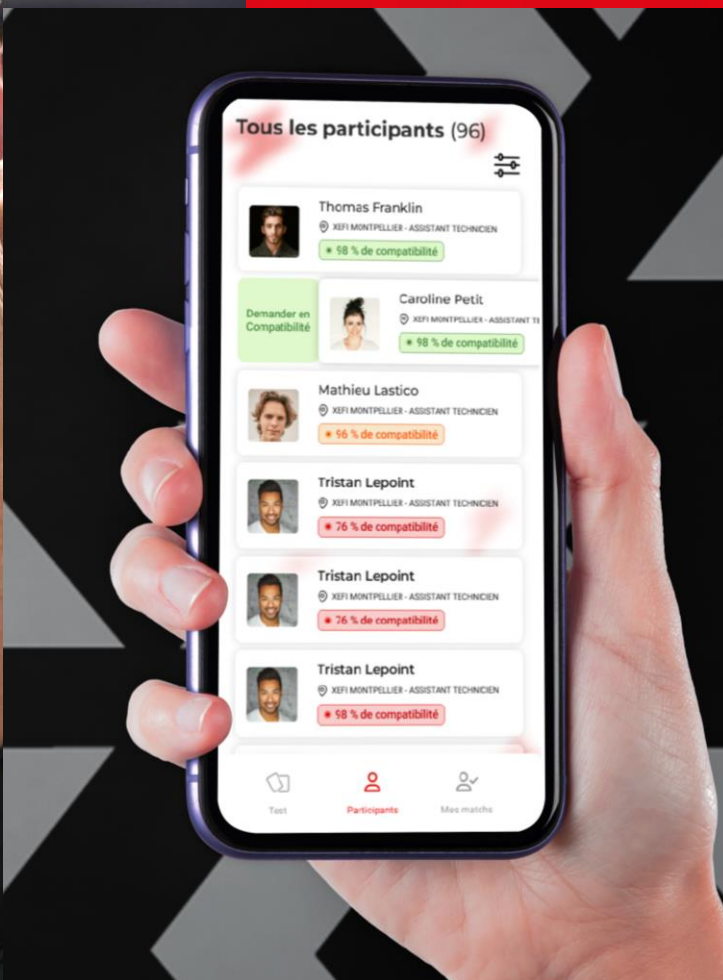 Tous les participants (96)
Thomas Franklin
XEFI MONTPELLIER - ASSISTANT TECHNICIEN
98 % de compatibilité
Demander en
Compatibilité
Caroline Petit
XEFI MONTPELLIER - ASSISTANT TE
98 % de compatibilité
Mathieu Lastico
XEFI MONTPELLIER - ASSISTANT TECHNICIEN
96 % de compatibilité
Tristan Lepoint
XEFI MONTPELLIER - ASSISTANT TECHNICIEN
76 % de compatibilité
Tristan Lepoint
XEFI MONTPELLIER - ASSISTANT TECHNICIEN
76 % de compatibilité
Tristan Lepoint
XEFI MONTPELLIER - ASSISTANT TECHNICIEN
98 % de compatibilité
Test
Participants
Mes matchs